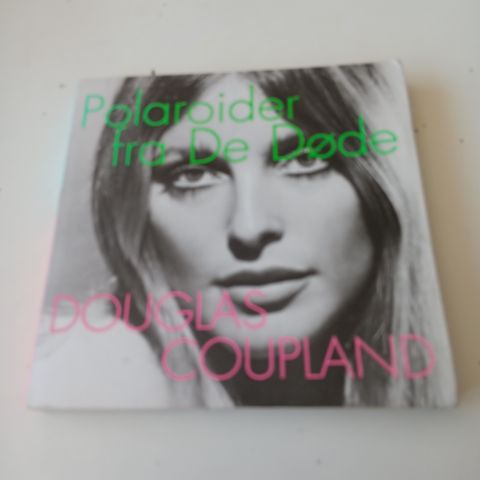 Polaroider
fra De Døde
DOUGLAS
COUPLAND